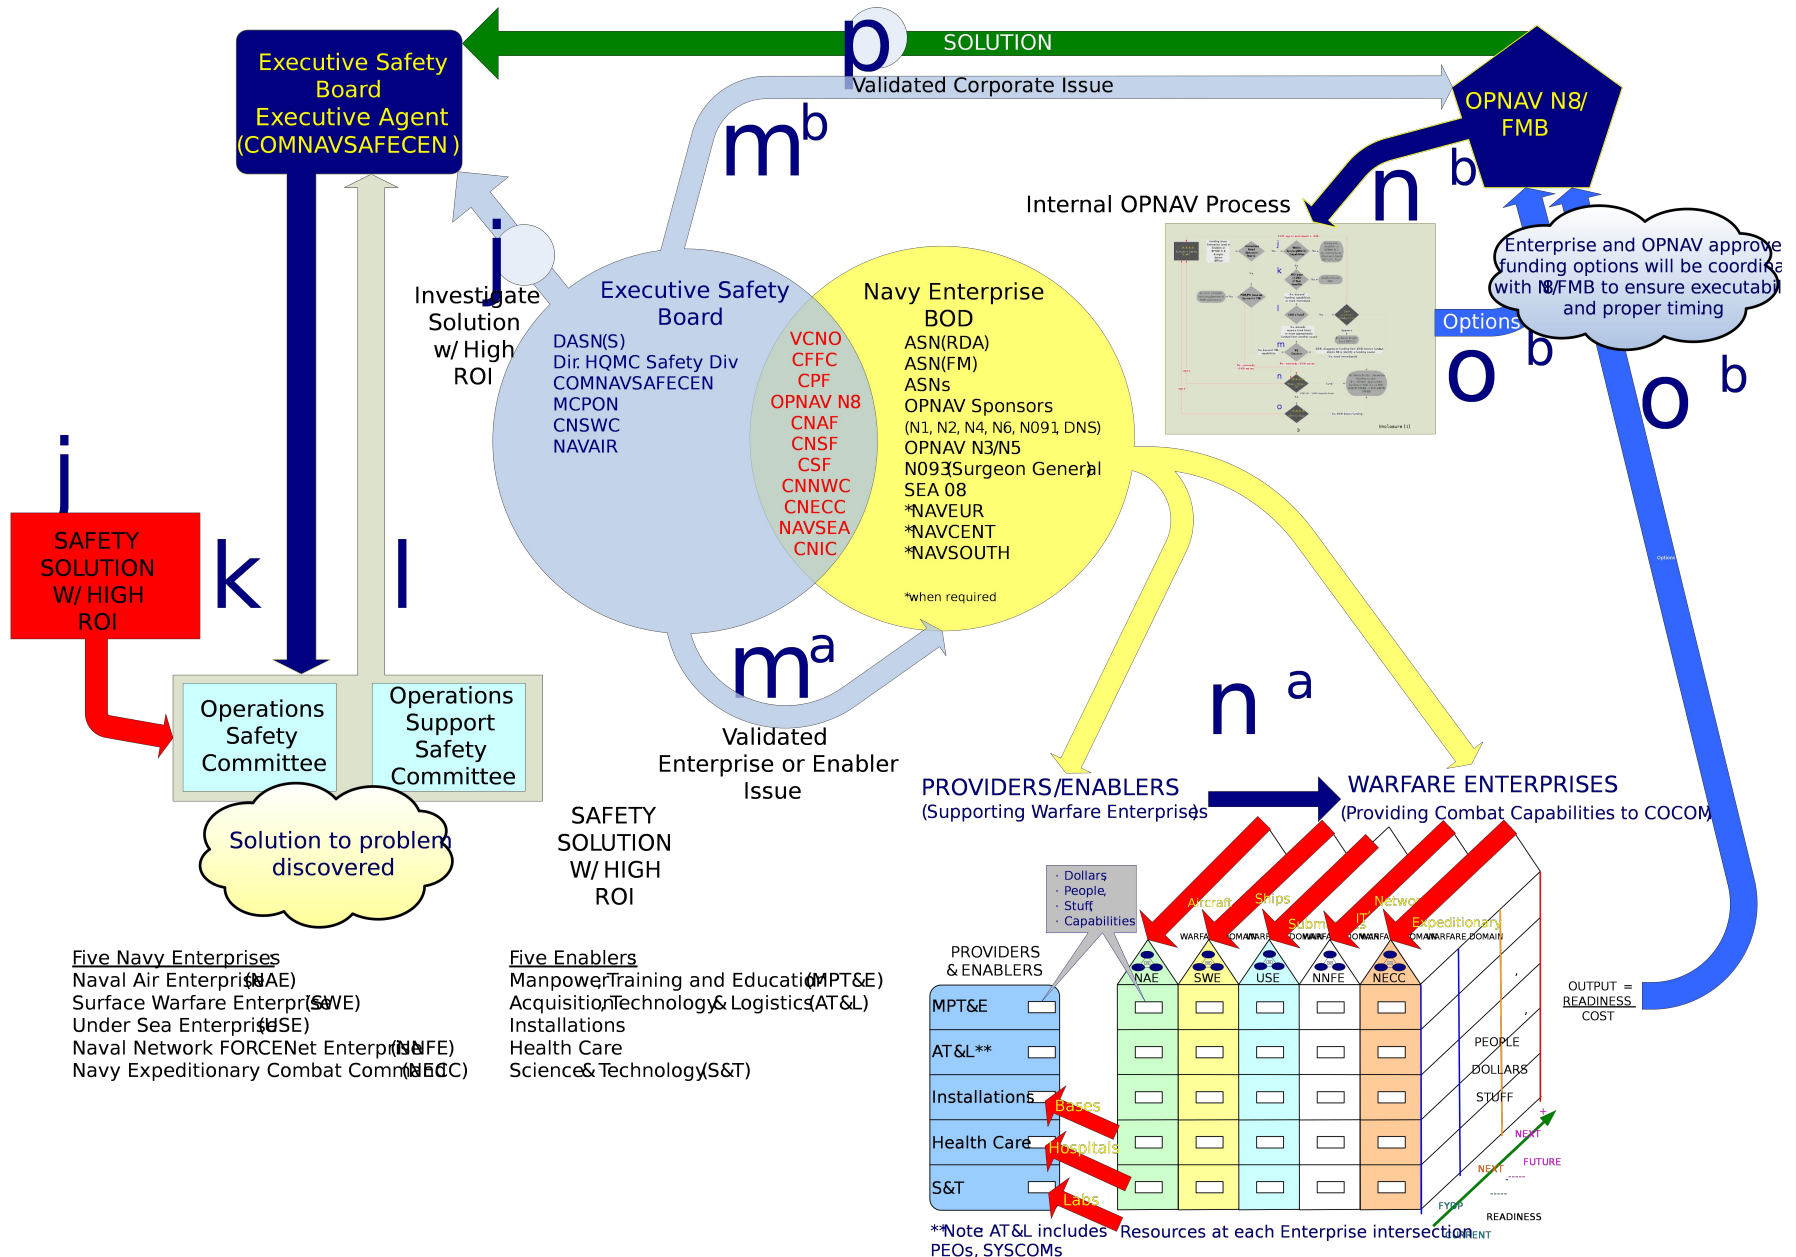 p
SOLUTION
Executive Safety
Board
Executive Agent
(COMNAVSAFECEN )
Validated Corporate Issue
OPNAV N8/
FMB
m b
n b
Internal OPNAV Process
j
Investigate
Solution
w/ High
ROI
Enterprise and OPNAV approve
funding options will be coordina
with N8/FMB to ensure executabil
and proper timing.
Options
o b
o b
Options
Enclosure (1)
j
k
l
m
n
o
Executive Safety
Board
DASN(S)
Dir. HQMC Safety Div
COMNAVSAFECEN
MCPON
CNSWC
NAVAIR
VCNO
CFFC
CPF
OPNAV N8
CNAF
CNSF
CSF
CNNWC
CNECC
NAVSEA
CNIC
Navy Enterprise
BOD
ASN(RDA)
ASN(FM)
ASNs
OPNAV Sponsors
(N1, N2, N4, N6, N091, DNS)
OPNAV N3/N5
N093(Surgeon General)
SEA 08
*NAVEUR
*NAVCENT
*NAVSOUTH
*when required
j
SAFETY
SOLUTION
W/ HIGH
ROI
k
l
m a
Validated
Enterprise or Enabler
Issue
n a
Operations
Safety
Committee
Operations
Support
Safety
Committee
Solution to problem
discovered
SAFETY
SOLUTION
W/ HIGH
ROI
PROVIDERS/ENABLERS
(Supporting Warfare Enterprises)
WARFARE ENTERPRISES
(Providing Combat Capabilities to COCOM)
Five Navy Enterprises
Naval Air Enterprise (NAE)
Surface Warfare Enterprise (SWE)
Under Sea Enterprise (USE)
Naval Network FORCENet Enterprise (NNFE)
Navy Expeditionary Combat Command (NECC)
Five Enablers
Manpower, Training and Education (MPT&E)
Acquisition, Technology & Logistics (AT&L)
Installations
Health Care
Science & Technology (S&T)
· Dollars,
· People,
· Stuff,
· Capabilities
Aircraft
Ships
Expeditionary
WARFARE DOMAIN
PROVIDERS
& ENABLERS
NAE
SWE
USE
NNFE
NECC
MPT&E
AT&L**
Installations
Health Care
S&T
Bases
Hospitals
Labs
OUTPUT =
READINESS
COST
PEOPLE
DOLLARS
STUFF
+
NEXT
FUTURE
NEXT
-----
-----
FYDP
READINESS
CURRENT
**Note: AT&L includes
PEOs, SYSCOMs
Resources at each Enterprise intersection